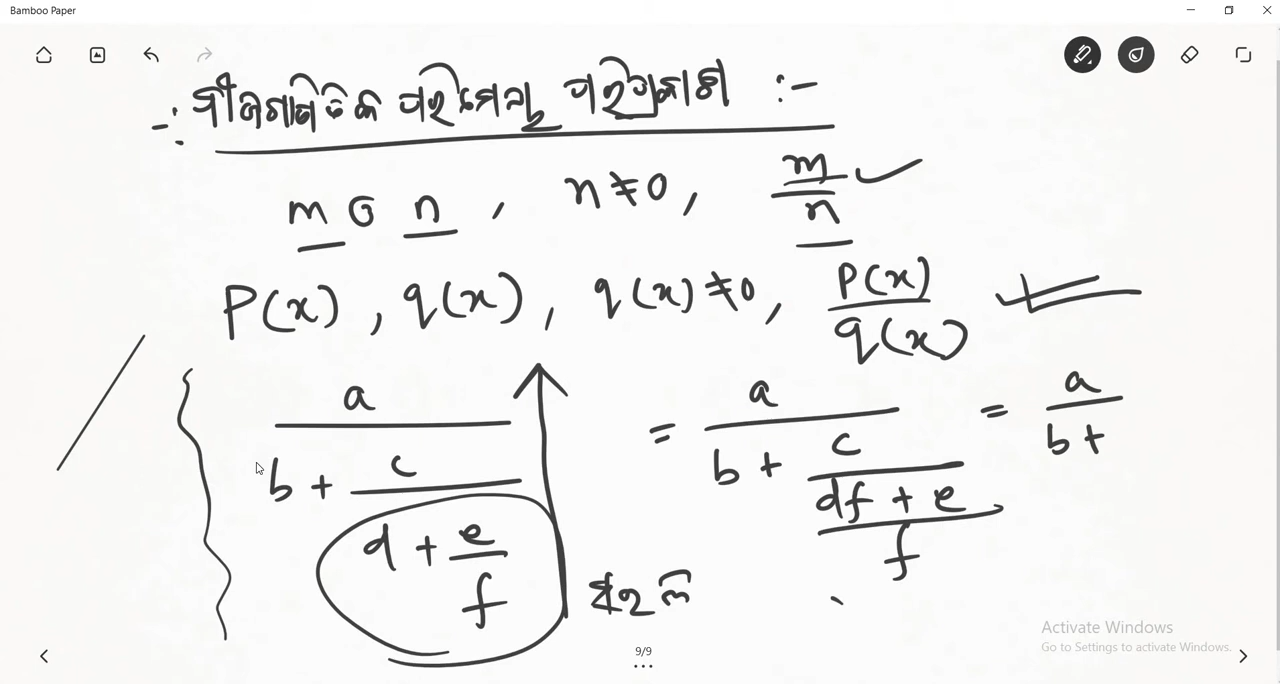 Bamboo Paper
ବୀଜଗାଣିତିକ ପରିମେୟ ପରିପ୍ରକାଶ :-
m ଓ n , n ≠ 0, m/n ✓
P(x) , q(x) , q(x) ≠ 0, P(x)/q(x)
a/(b + c/(d + e/f)) = a/(b + c/((df + e)/f)) = a/(b +
ସରଳ
9/9
Activate Windows
Go to Settings to activate Windows.